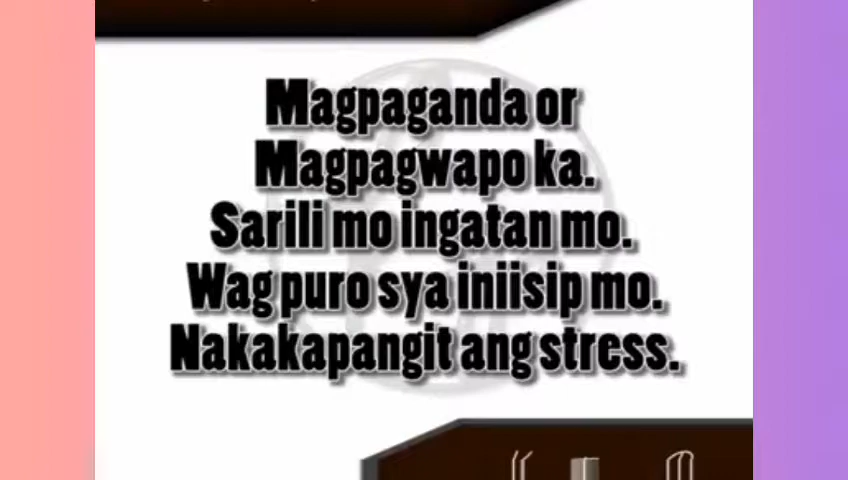 Magpaganda or
Magpagwapo ka.
Sarili mo ingatan mo.
Wag puro sya iniisip mo.
Nakakapangit ang stress.